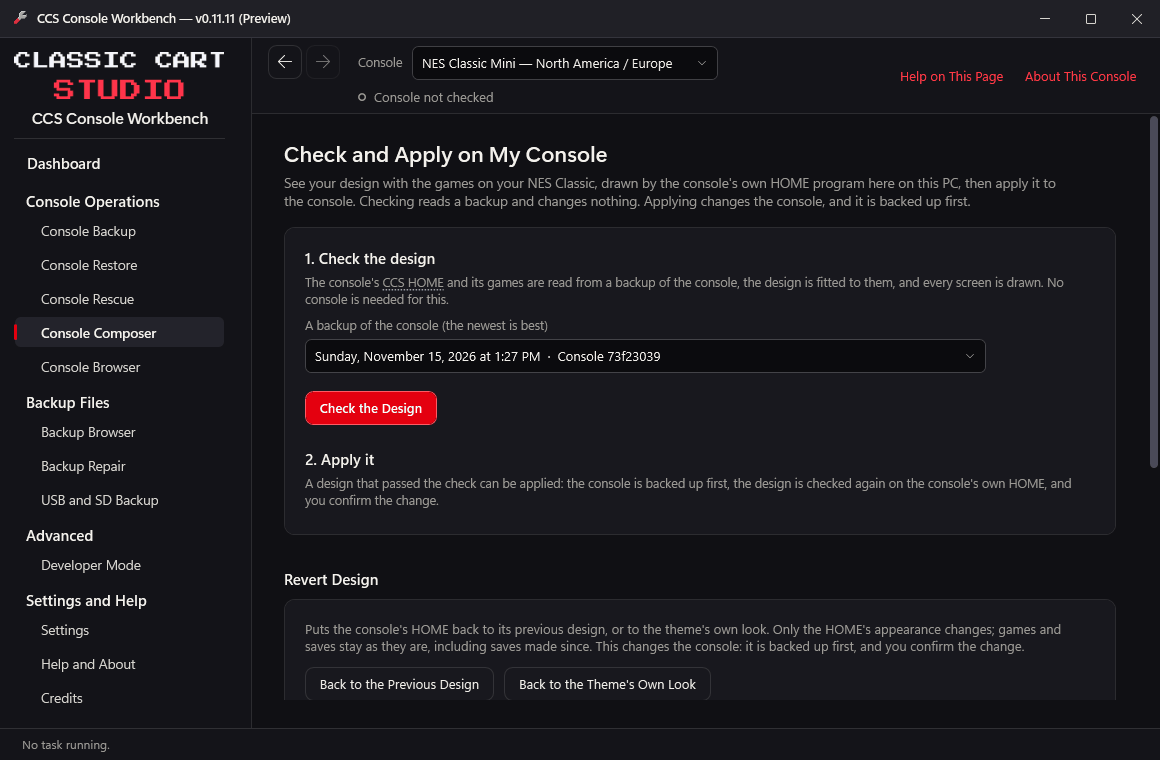 CCS Console Workbench — v0.11.11 (Preview)
CLASSIC CART
STUDIO
CCS Console Workbench
Dashboard
Console Operations
Console Backup
Console Restore
Console Rescue
Console Composer
Console Browser
Backup Files
Backup Browser
Backup Repair
USB and SD Backup
Advanced
Developer Mode
Settings and Help
Settings
Help and About
Credits
Console
NES Classic Mini — North America / Europe
Console not checked
Help on This Page
About This Console
Check and Apply on My Console
See your design with the games on your NES Classic, drawn by the console's own HOME program here on this PC, then apply it to
the console. Checking reads a backup and changes nothing. Applying changes the console, and it is backed up first.
1. Check the design
The console's CCS HOME and its games are read from a backup of the console, the design is fitted to them, and every screen is drawn. No
console is needed for this.
A backup of the console (the newest is best)
Sunday, November 15, 2026 at 1:27 PM · Console 73f23039
Check the Design
2. Apply it
A design that passed the check can be applied: the console is backed up first, the design is checked again on the console's own HOME, and
you confirm the change.
Revert Design
Puts the console's HOME back to its previous design, or to the theme's own look. Only the HOME's appearance changes; games and
saves stay as they are, including saves made since. This changes the console: it is backed up first, and you confirm the change.
Back to the Previous Design
Back to the Theme's Own Look
No task running.